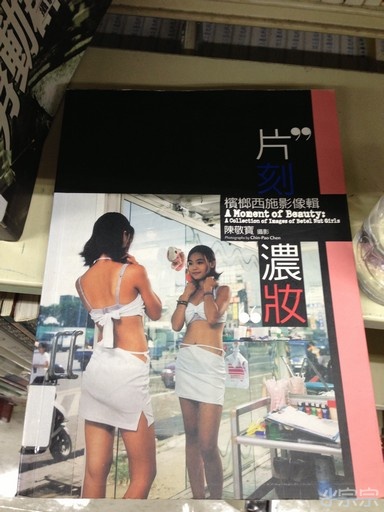 片刻
濃妝
檳榔西施影像輯
A Moment of Beauty:
A Collection of Images of Betel Nut Girls
陳敬寶 攝影
Photographs by Chin-Pao Chen